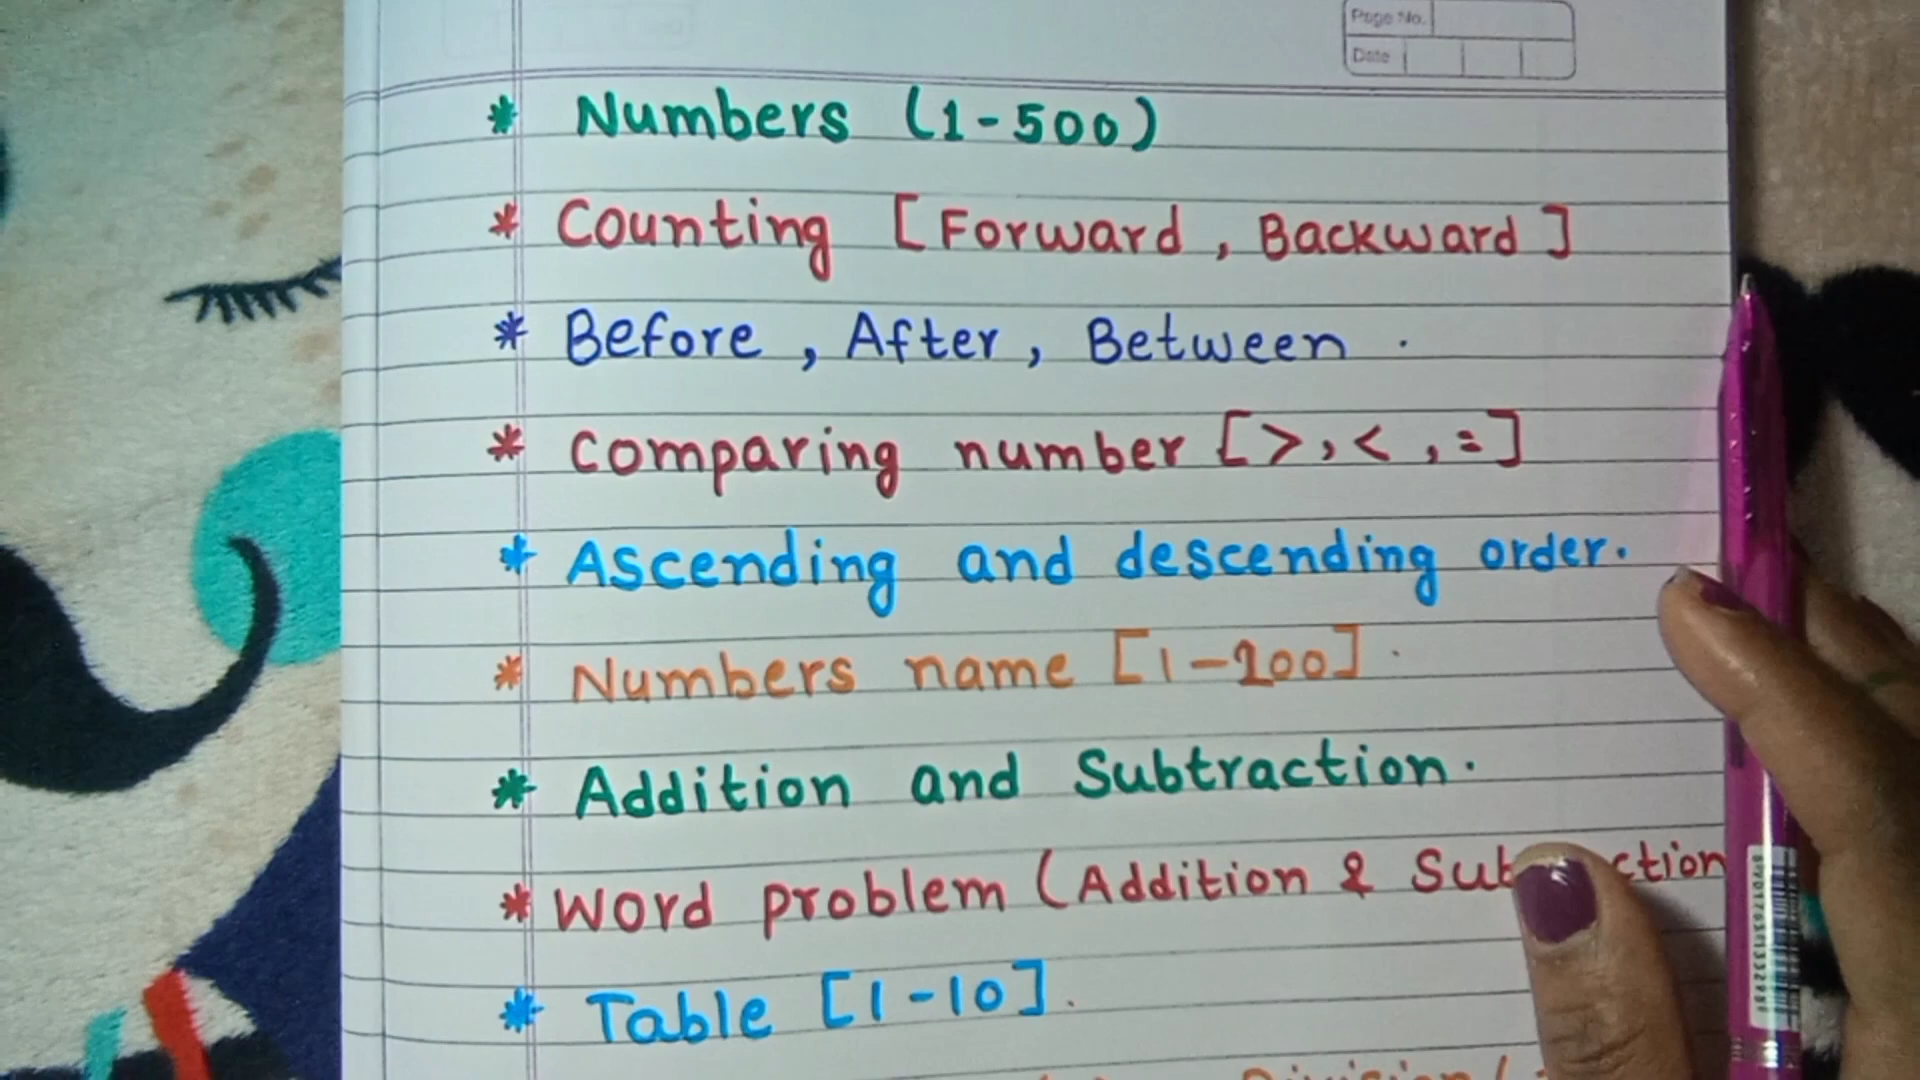 Page No.
Date
* Numbers (1-500)
* Counting [Forward, Backward]
* Before, After, Between.
* Comparing number [>, <, =]
* Ascending and descending order.
* Numbers name [1-200].
* Addition and Subtraction.
* Word problem (Addition &
* Table [1-10].
Division (